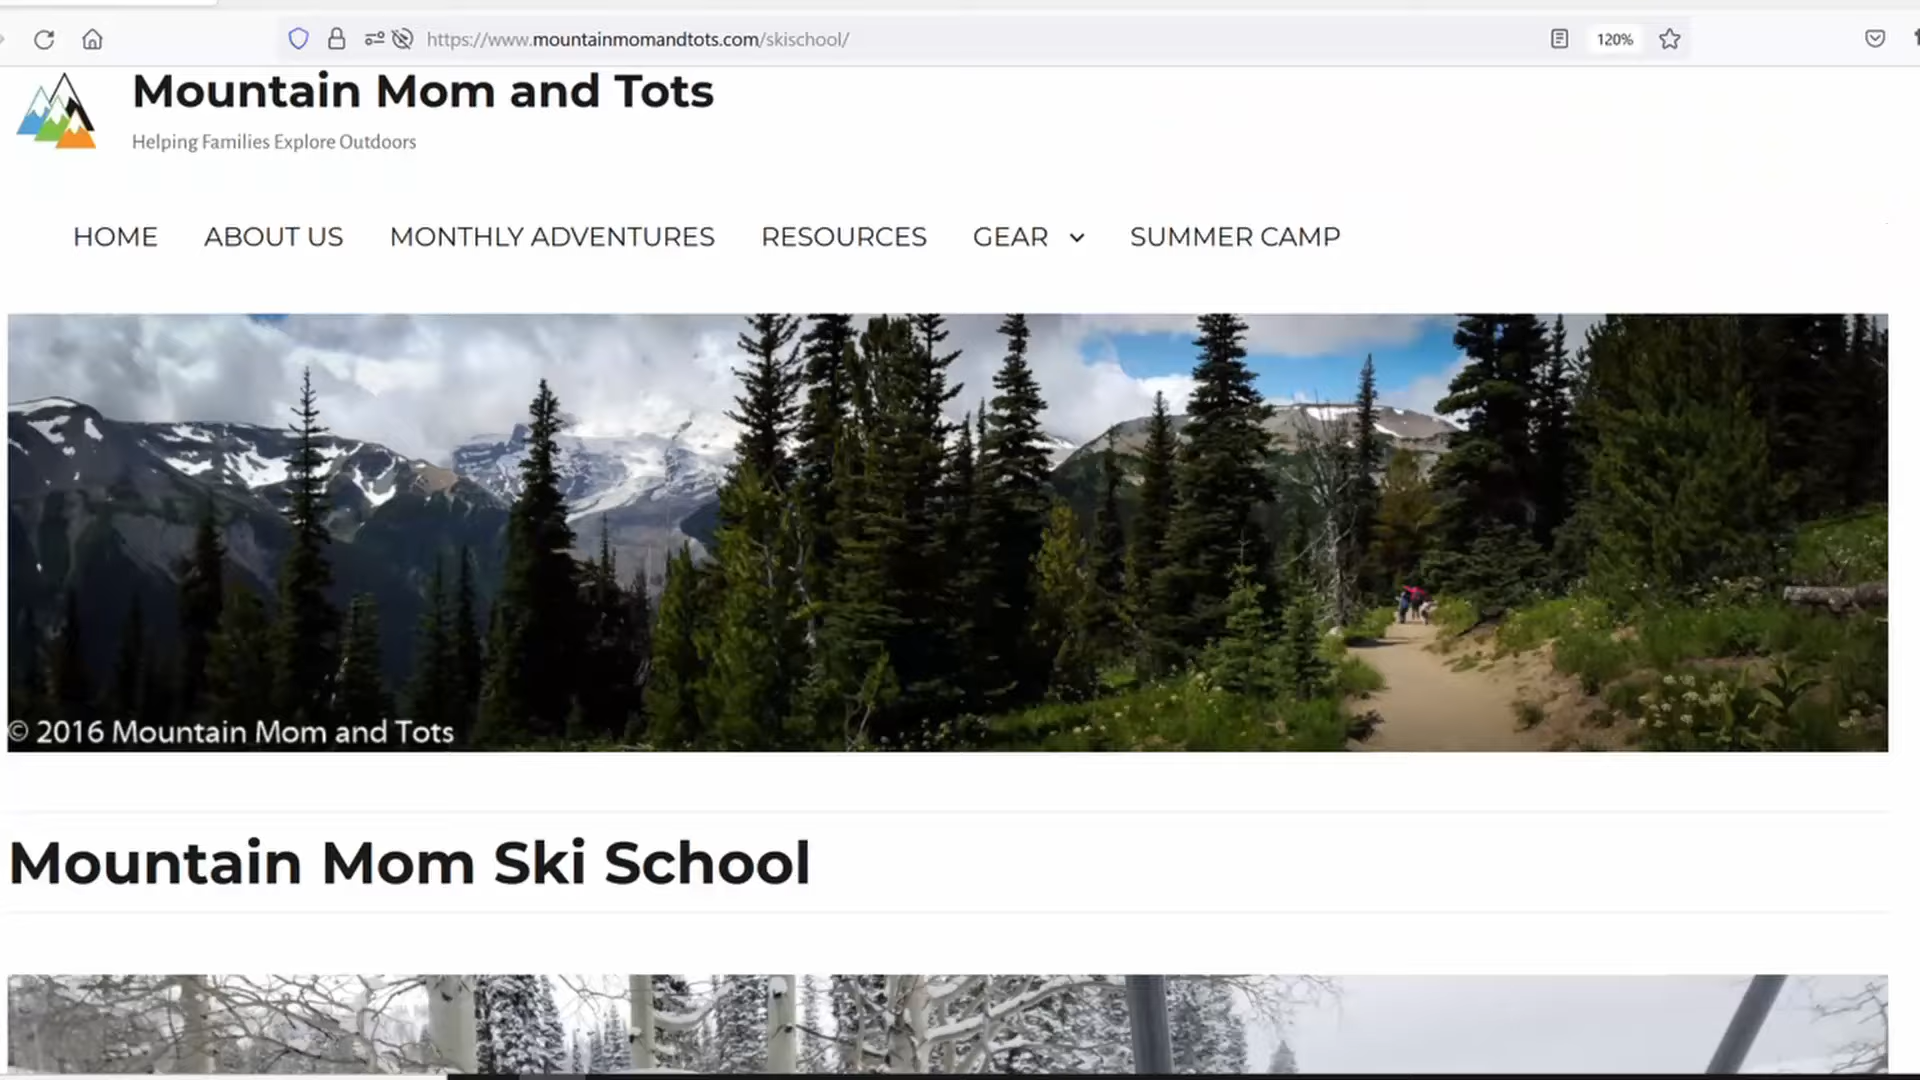 https://www.mountainmomandtots.com/skischool/
120%
Mountain Mom and Tots
Helping Families Explore Outdoors
HOME ABOUT US MONTHLY ADVENTURES RESOURCES GEAR SUMMER CAMP
© 2016 Mountain Mom and Tots
Mountain Mom Ski School